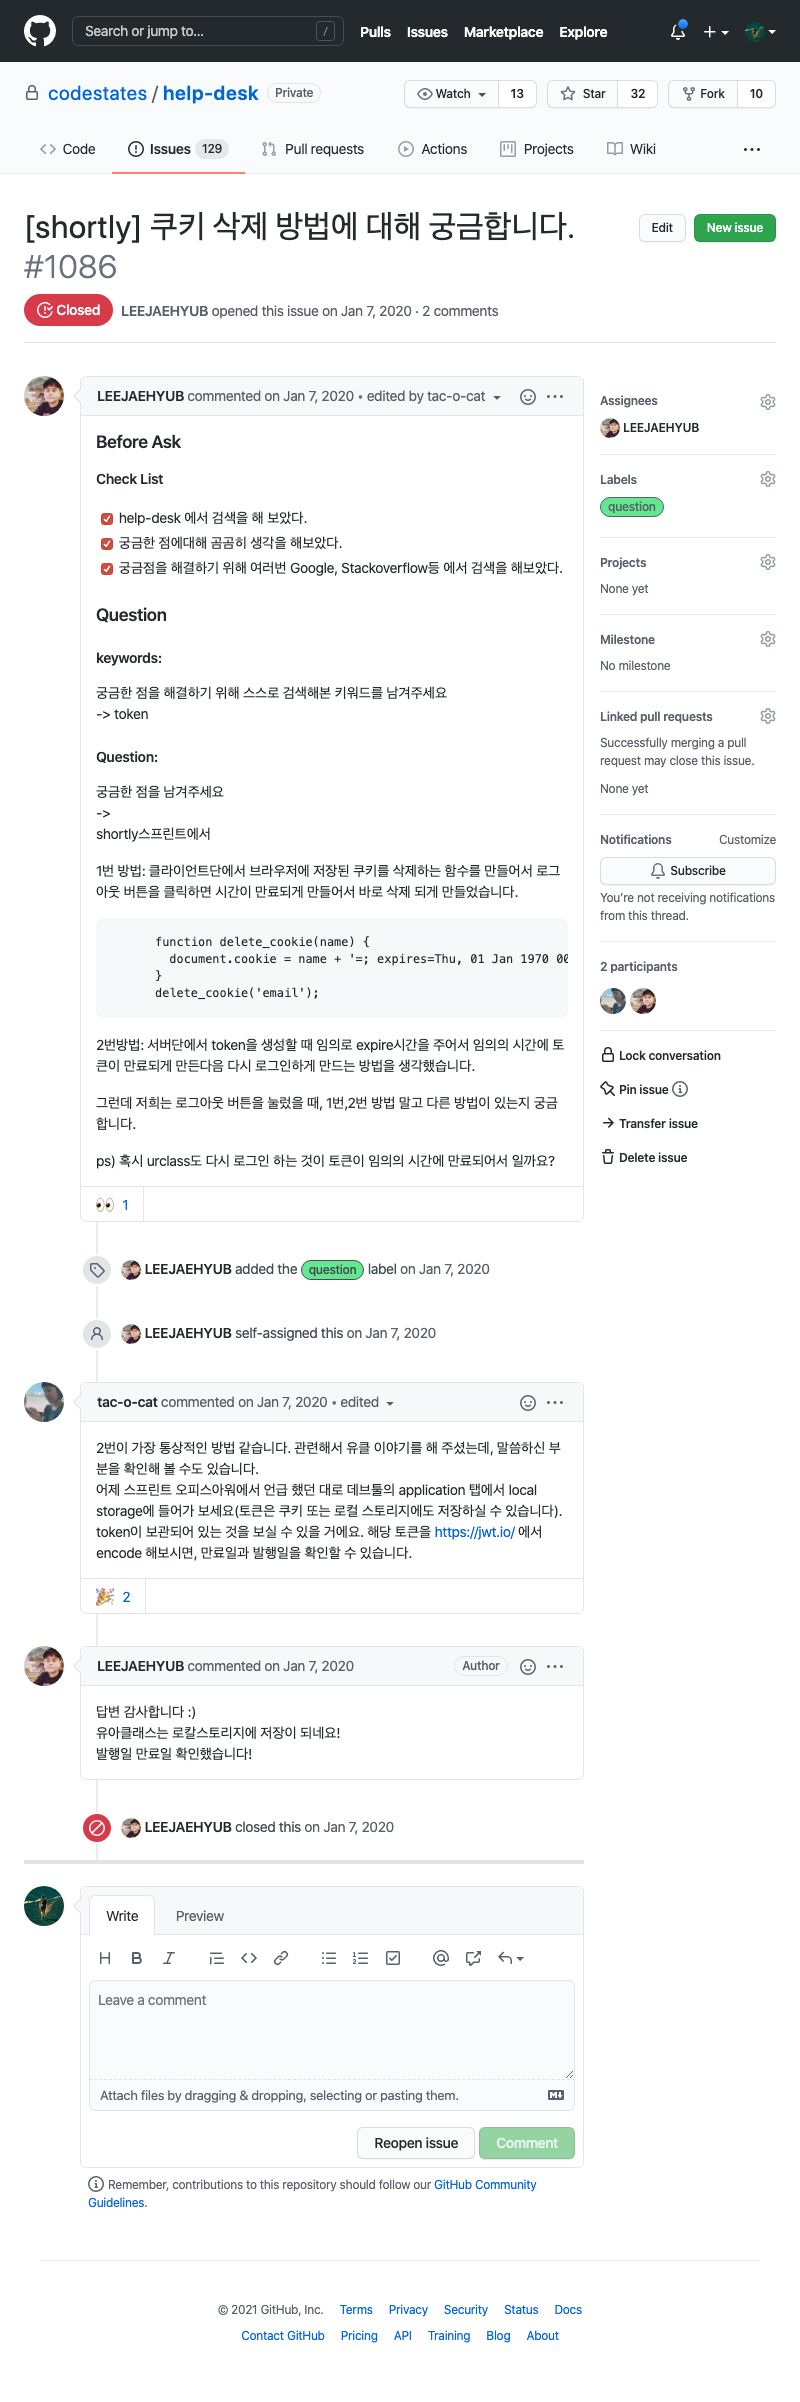 Search or jump to...
/
Pulls
Issues
Marketplace
Explore
codestates / help-desk
Private
Watch
13
Star
32
Fork
10
Code
Issues 129
Pull requests
Actions
Projects
Wiki
[shortly] 쿠키 삭제 방법에 대해 궁금합니다.
#1086
Edit
New issue
Closed
LEEJAEHYUB opened this issue on Jan 7, 2020 · 2 comments
LEEJAEHYUB commented on Jan 7, 2020 • edited by tac-o-cat
Before Ask
Check List
help-desk 에서 검색을 해 보았다.
궁금한 점에대해 곰곰히 생각을 해보았다.
궁금점을 해결하기 위해 여러번 Google, Stackoverflow등 에서 검색을 해보았다.
Question
keywords:
궁금한 점을 해결하기 위해 스스로 검색해본 키워드를 남겨주세요
-> token
Question:
궁금한 점을 남겨주세요
->
shortly스프린트에서
1번 방법: 클라이언트단에서 브라우저에 저장된 쿠키를 삭제하는 함수를 만들어서 로그
아웃 버튼을 클릭하면 시간이 만료되게 만들어서 바로 삭제 되게 만들었습니다.
function delete_cookie(name) {
document.cookie = name + '=; expires=Thu, 01 Jan 1970 00
}
delete_cookie('email');
2번방법: 서버단에서 token을 생성할 때 임의로 expire시간을 주어서 임의의 시간에 토
큰이 만료되게 만든다음 다시 로그인하게 만드는 방법을 생각했습니다.
그런데 저희는 로그아웃 버튼을 눌렀을 때, 1번,2번 방법 말고 다른 방법이 있는지 궁금
합니다.
ps) 혹시 urclass도 다시 로그인 하는 것이 토큰이 임의의 시간에 만료되어서 일까요?
1
LEEJAEHYUB added the question label on Jan 7, 2020
LEEJAEHYUB self-assigned this on Jan 7, 2020
tac-o-cat commented on Jan 7, 2020 • edited
2번이 가장 통상적인 방법 같습니다. 관련해서 유클 이야기를 해 주셨는데, 말씀하신 부
분을 확인해 볼 수도 있습니다.
어제 스프린트 오피스아워에서 언급 했던 대로 데브툴의 application 탭에서 local
storage에 들어가 보세요(토큰은 쿠키 또는 로컬 스토리지에도 저장하실 수 있습니다).
token이 보관되어 있는 것을 보실 수 있을 거에요. 해당 토큰을 https://jwt.io/ 에서
encode 해보시면, 만료일과 발행일을 확인할 수 있습니다.
2
LEEJAEHYUB commented on Jan 7, 2020
Author
답변 감사합니다 :)
유아클래스는 로칼스토리지에 저장이 되네요!
발행일 만료일 확인했습니다!
LEEJAEHYUB closed this on Jan 7, 2020
Write
Preview
Leave a comment
Attach files by dragging & dropping, selecting or pasting them.
Reopen issue
Comment
Remember, contributions to this repository should follow our GitHub Community
Guidelines.
Assignees
LEEJAEHYUB
Labels
question
Projects
None yet
Milestone
No milestone
Linked pull requests
Successfully merging a pull
request may close this issue.
None yet
Notifications
Customize
Subscribe
You're not receiving notifications
from this thread.
2 participants
Lock conversation
Pin issue
Transfer issue
Delete issue
© 2021 GitHub, Inc.
Terms
Privacy
Security
Status
Docs
Contact GitHub
Pricing
API
Training
Blog
About